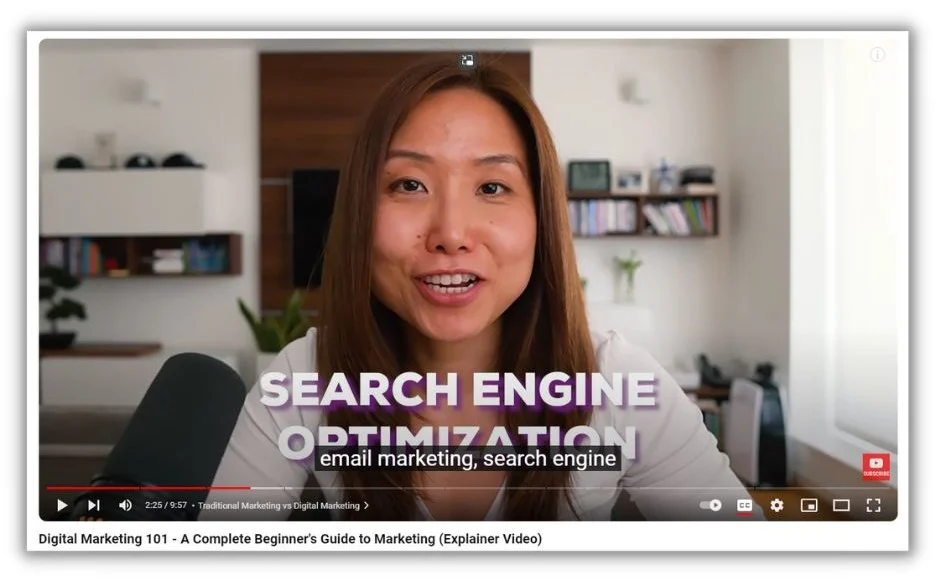 SEARCH ENGINE
OPTIMIZATION
email marketing, search engine
SUBSCRIBE
2:25 / 9:57 • Traditional Marketing vs Digital Marketing >
CC
Digital Marketing 101 - A Complete Beginner's Guide to Marketing (Explainer Video)